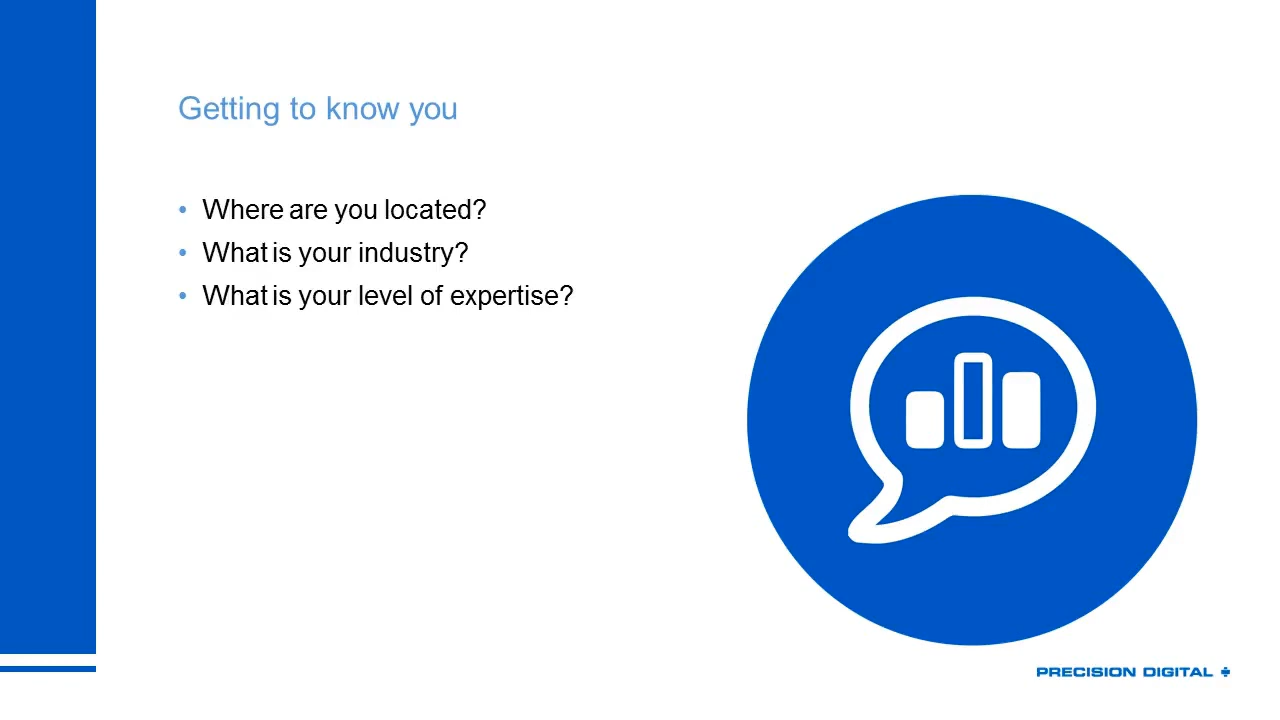 Getting to know you
• Where are you located?
• What is your industry?
• What is your level of expertise?
PRECISION DIGITAL